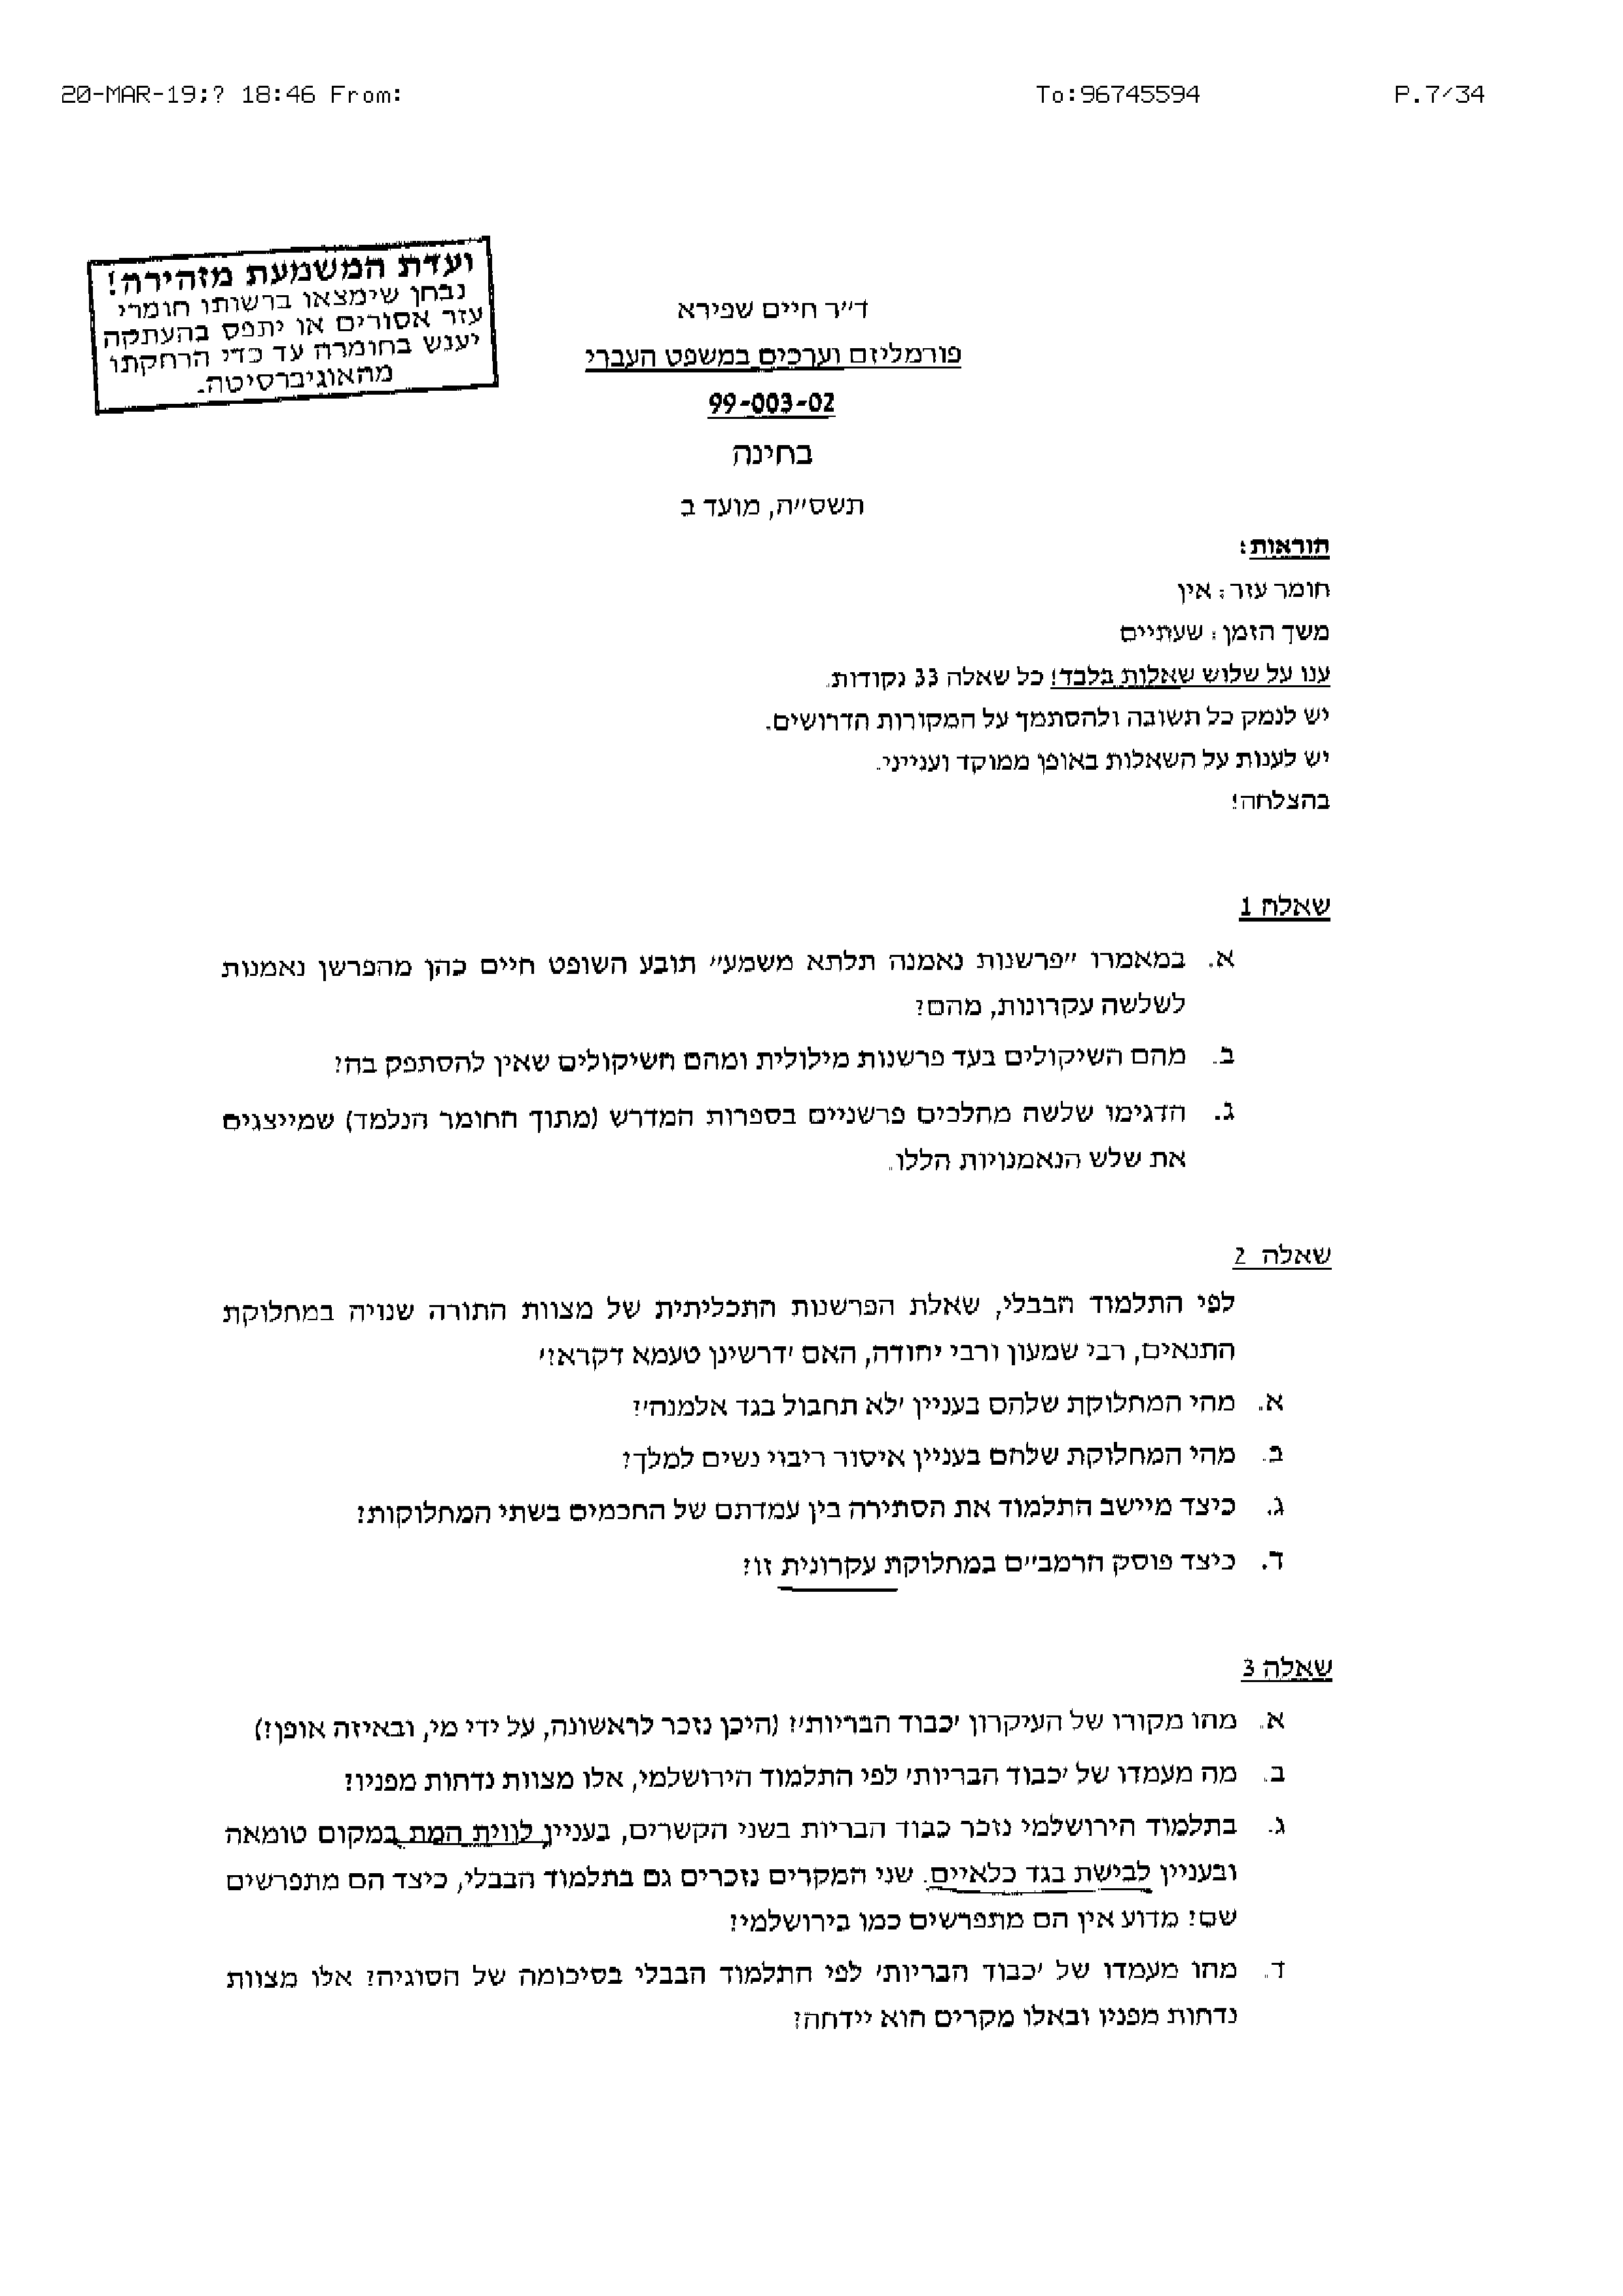 20-MAR-19;? 18:46 From: To:96745594 P.7/34
ועדת המשמעת מזהירה!
נבחן שימצאו ברשותו חומרי
עזר אסורים או יתפס בהעתקה
יענש בחומרה עד כדי הרחקתו
מהאוניברסיטה.
ד"ר חיים שפירא
פורמליזם וערכים במשפט העברי
99-003-02
בחינה
תשס"ה, מועד ב
הוראות:
חומר עזר: אין
משך הזמן: שעתיים
ענו על שלוש שאלות בלבד! כל שאלה 33 נקודות.
יש לנמק כל תשובה ולהסתמך על המקורות הדרושים.
יש לענות על השאלות באופן ממוקד וענייני.
בהצלחה!
שאלה 1
א. במאמרו "פרשנות נאמנה תלתא משמע" תובע השופט חיים כהן מהפרשן נאמנות
לשלשה עקרונות, מהם?
ב. מהם השיקולים בעד פרשנות מילולית ומהם השיקולים שאין להסתפק בה?
ג. הדגימו שלשה מהלכים פרשניים בספרות המדרש (מתוך החומר הנלמד) שמייצגים
את שלש הנאמנויות הללו.
שאלה 2
לפי התלמוד הבבלי, שאלת הפרשנות התכליתית של מצוות התורה שנויה במחלוקת
התנאים, רבי שמעון ורבי יהודה, האם 'דרשינן טעמא דקרא?'
א. מהי המחלוקת שלהם בעניין 'לא תחבול בגד אלמנה'?
ב. מהי המחלוקת שלהם בעניין איסור ריבוי נשים למלך?
ג. כיצד מיישב התלמוד את הסתירה בין עמדתם של החכמים בשתי המחלוקות?
ד. כיצד פוסק הרמב"ם במחלוקת עקרונית זו?
שאלה 3
א. מהו מקורו של העיקרון 'כבוד הבריות'? (היכן נזכר לראשונה, על ידי מי, ובאיזה אופן?)
ב. מה מעמדו של 'כבוד הבריות' לפי התלמוד הירושלמי, אלו מצוות נדחות מפניו?
ג. בתלמוד הירושלמי נזכר כבוד הבריות בשני הקשרים, בעניין לווית המת במקום טומאה
ובעניין לבישת בגד כלאיים. שני המקרים נזכרים גם בתלמוד הבבלי, כיצד הם מתפרשים
שם? מדוע אין הם מתפרשים כמו בירושלמי?
ד. מהו מעמדו של 'כבוד הבריות' לפי התלמוד הבבלי בסיכומה של הסוגיה? אלו מצוות
נדחות מפניו ובאלו מקרים הוא יידחה?